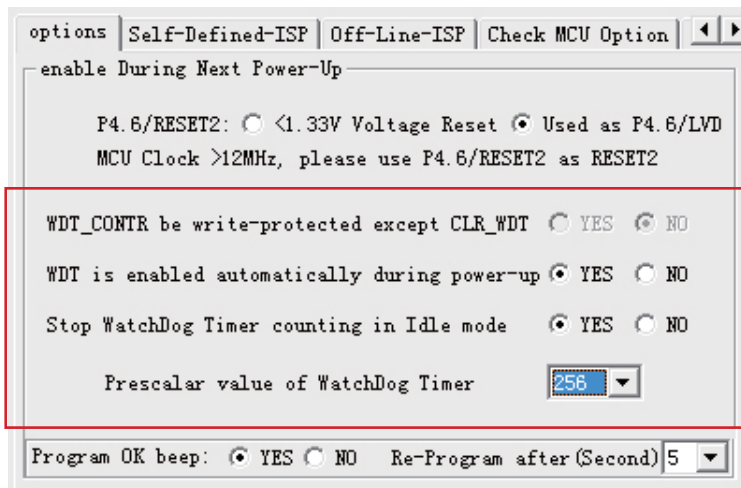 options Self-Defined-ISP Off-Line-ISP Check MCU Option
enable During Next Power-Up
P4.6/RESET2: <1.33V Voltage Reset Used as P4.6/LVD
MCU Clock >12MHz, please use P4.6/RESET2 as RESET2
WDT_CONTR be write-protected except CLR_WDT YES NO
WDT is enabled automatically during power-up YES NO
Stop WatchDog Timer counting in Idle mode YES NO
Prescalar value of WatchDog Timer 256
Program OK beep: YES NO Re-Program after(Second) 5